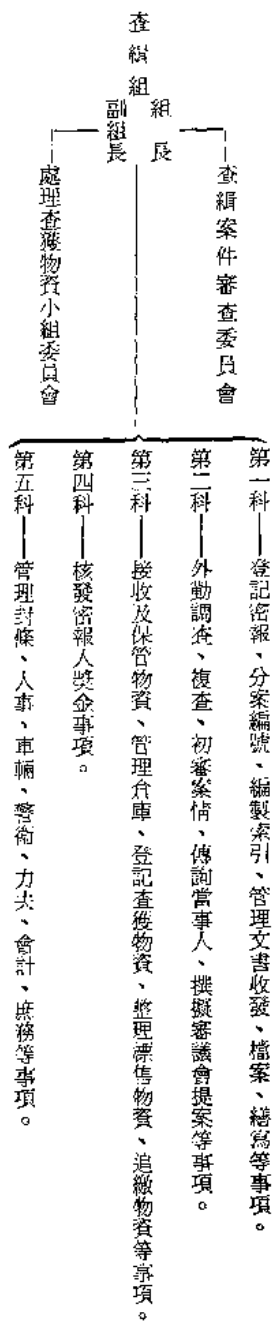 查緝組
組長
副組長
查緝案件審查委員會
處理查獲物資小組委員會
第一科——登記密報、分案編號、編製索引、管理文書收發、檔案、繕寫等事項。
第二科——外勤調查、複查、初審案情、傳詢當事人、撰擬審議會提案等事項。
第三科——接收及保管物資、管理倉庫、登記查獲物資、整理標售物資、追繳物資等事項。
第四科——核發密報人獎金事項。
第五科——管理封條、人事、車輛、警衛、力夫、會計、庶務等事項。